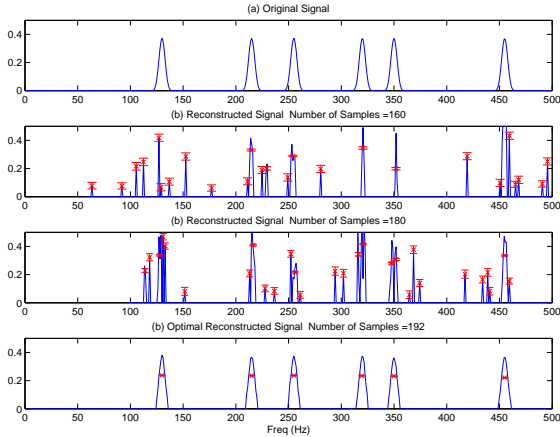 (a) Original Signal
0.4
0.2
0
0 50 100 150 200 250 300 350 400 450 500
(b) Reconstructed Signal Number of Samples =160
0.4
0.2
0
0 50 100 150 200 250 300 350 400 450 500
(b) Reconstructed Signal Number of Samples =180
0.4
0.2
0
0 50 100 150 200 250 300 350 400 450 500
(b) Optimal Reconstructed Signal Number of Samples =192
0.4
0.2
0
0 50 100 150 200 250 300 350 400 450 500
Freq (Hz)